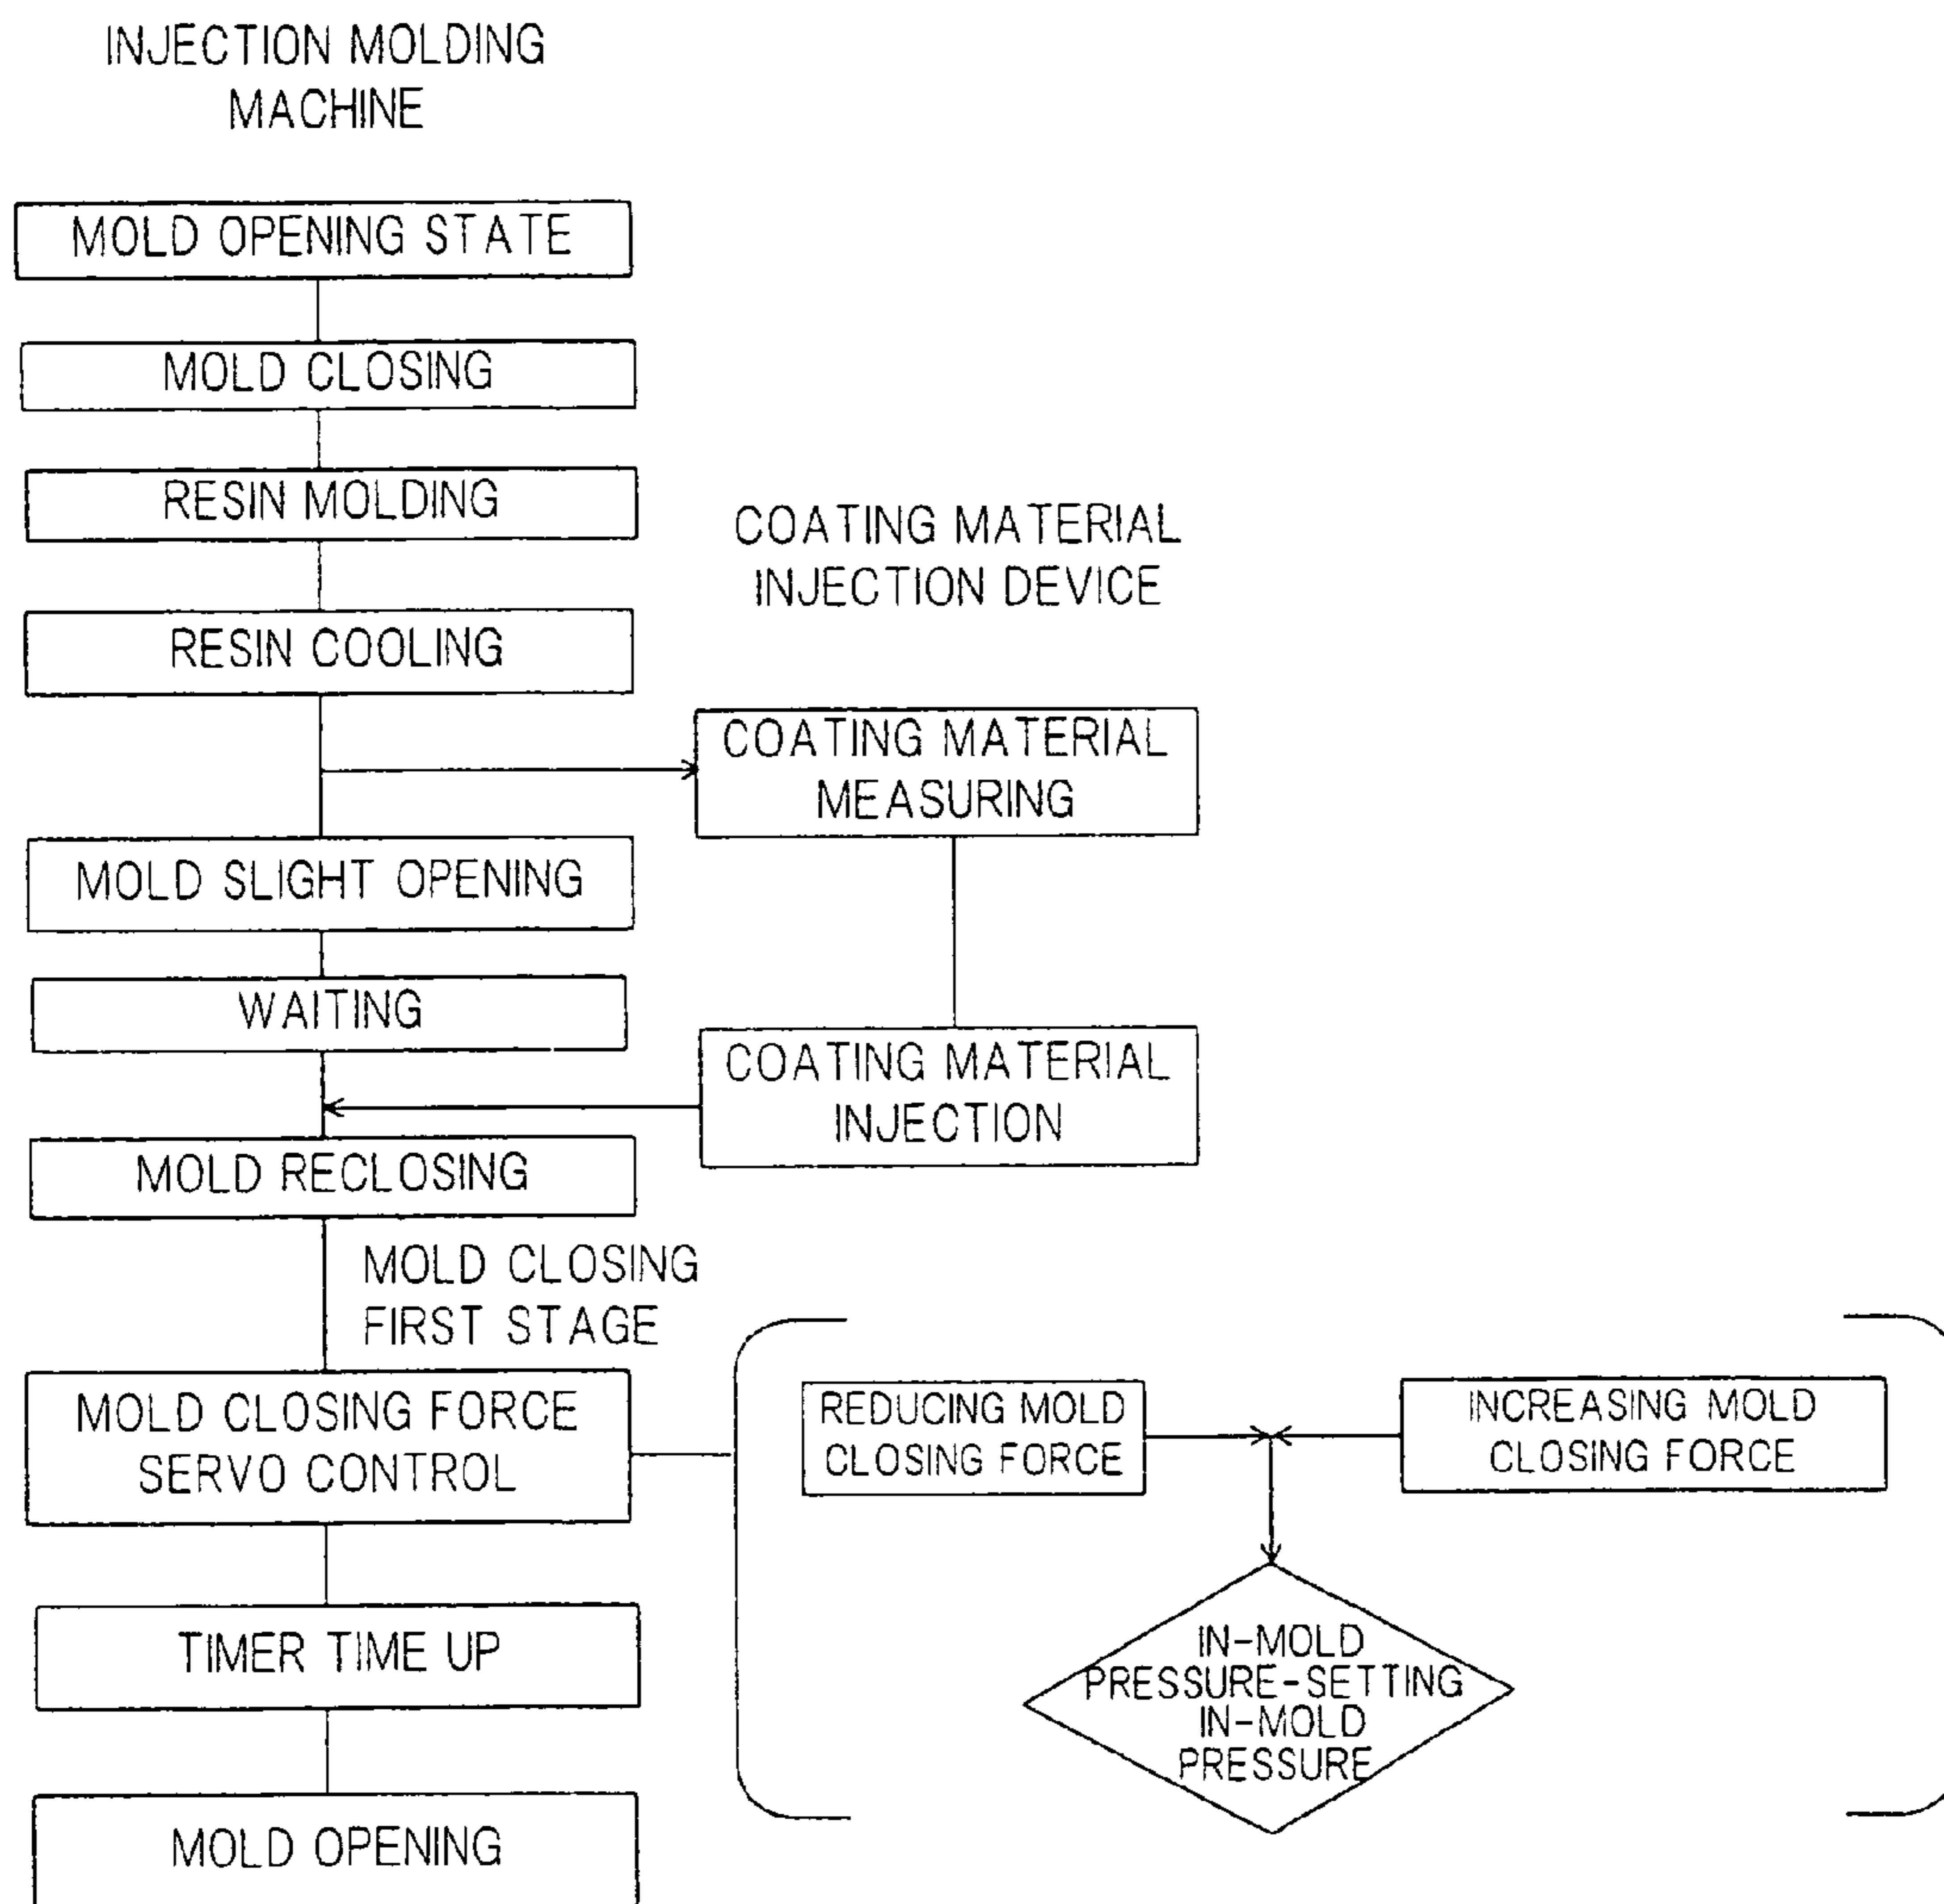 INJECTION MOLDING
MACHINE
MOLD OPENING STATE
MOLD CLOSING
RESIN MOLDING
RESIN COOLING
COATING MATERIAL
INJECTION DEVICE
COATING MATERIAL
MEASURING
MOLD SLIGHT OPENING
WAITING
COATING MATERIAL
INJECTION
MOLD RECLOSING
MOLD CLOSING
FIRST STAGE
MOLD CLOSING FORCE
SERVO CONTROL
REDUCING MOLD
CLOSING FORCE
INCREASING MOLD
CLOSING FORCE
IN-MOLD
PRESSURE-SETTING
IN-MOLD
PRESSURE
TIMER TIME UP
MOLD OPENING